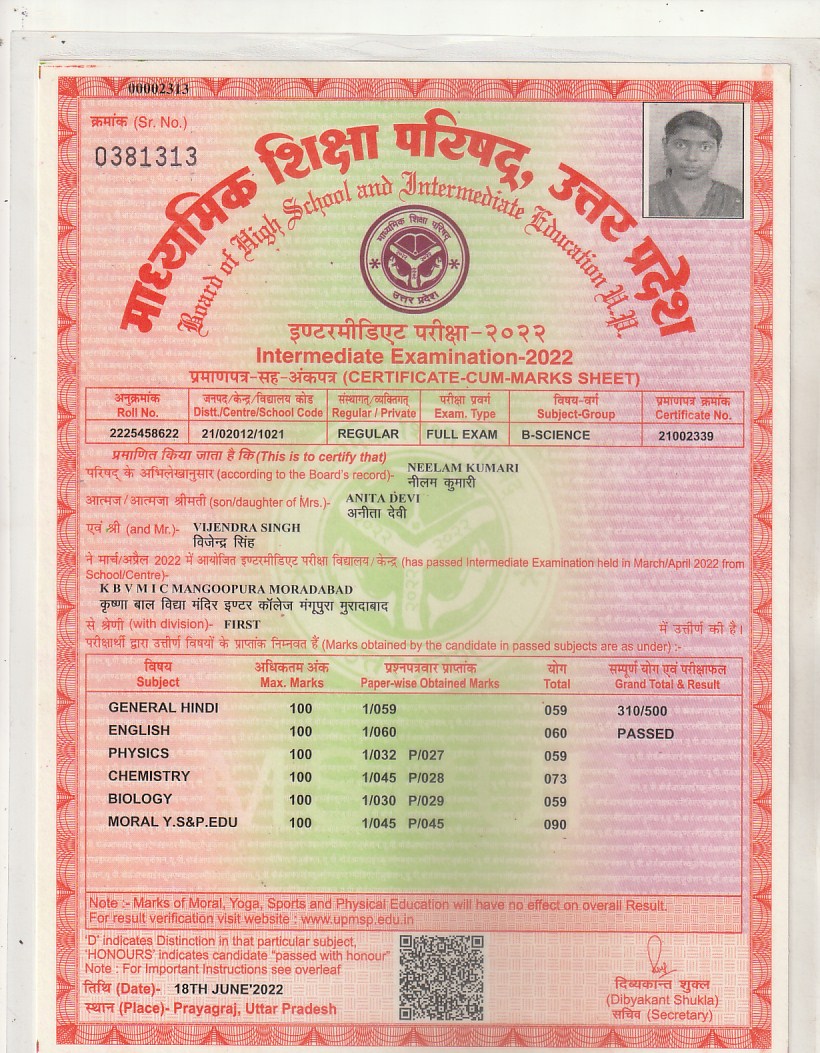 00002313
क्रमांक (Sr. No.)
0381313
माध्यमिक शिक्षा परिषद्, उत्तर प्रदेश
Board of High School and Intermediate Education U.P.
माध्यमिक शिक्षा परिषद
उत्तर प्रदेश
इण्टरमीडिएट परीक्षा-२०२२
Intermediate Examination-2022
प्रमाणपत्र-सह-अंकपत्र (CERTIFICATE-CUM-MARKS SHEET)
अनुक्रमांक जनपद/केन्द्र/विद्यालय कोड संस्थागत/व्यक्तिगत परीक्षा प्रवर्ग विषय-वर्ग प्रमाणपत्र क्रमांक
Roll No. Distt./Centre/School Code Regular / Private Exam. Type Subject-Group Certificate No.
2225458622 21/02012/1021 REGULAR FULL EXAM B-SCIENCE 21002339
प्रमाणित किया जाता है कि (This is to certify that)
परिषद के अभिलेखानुसार (according to the Board's record)- NEELAM KUMARI
नीलम कुमारी
आत्मज/आत्मजा श्रीमती (son/daughter of Mrs.)- ANITA DEVI
अनीता देवी
एवं श्री (and Mr.)- VIJENDRA SINGH
विजेन्द्र सिंह
ने मार्च/अप्रैल 2022 में आयोजित इण्टरमीडिएट परीक्षा विद्यालय/केन्द्र (has passed Intermediate Examination held in March/April 2022 from
School/Centre)-
K B V M I C MANGOOPURA MORADABAD
कृष्णा बाल विद्या मंदिर इण्टर कॉलेज मंगूपुरा मुरादाबाद
से श्रेणी (with division)- FIRST में उत्तीर्ण की है।
परीक्षार्थी द्वारा उत्तीर्ण विषयों के प्राप्तांक निम्नवत हैं (Marks obtained by the candidate in passed subjects are as under) :-
विषय अधिकतम अंक प्रश्नपत्रवार प्राप्तांक योग सम्पूर्ण योग एवं परीक्षाफल
Subject Max. Marks Paper-wise Obtained Marks Total Grand Total & Result
GENERAL HINDI 100 1/059 059 310/500
ENGLISH 100 1/060 060 PASSED
PHYSICS 100 1/032 P/027 059
CHEMISTRY 100 1/045 P/028 073
BIOLOGY 100 1/030 P/029 059
MORAL Y.S&P.EDU 100 1/045 P/045 090
Note :- Marks of Moral, Yoga, Sports and Physical Education will have no effect on overall Result.
For result verification visit website : www.upmsp.edu.in
'D' indicates Distinction in that particular subject,
'HONOURS' indicates candidate "passed with honour"
Note : For Important Instructions see overleaf
तिथि (Date)- 18TH JUNE'2022
स्थान (Place)- Prayagraj, Uttar Pradesh
दिव्यकान्त शुक्ल
(Dibyakant Shukla)
सचिव (Secretary)